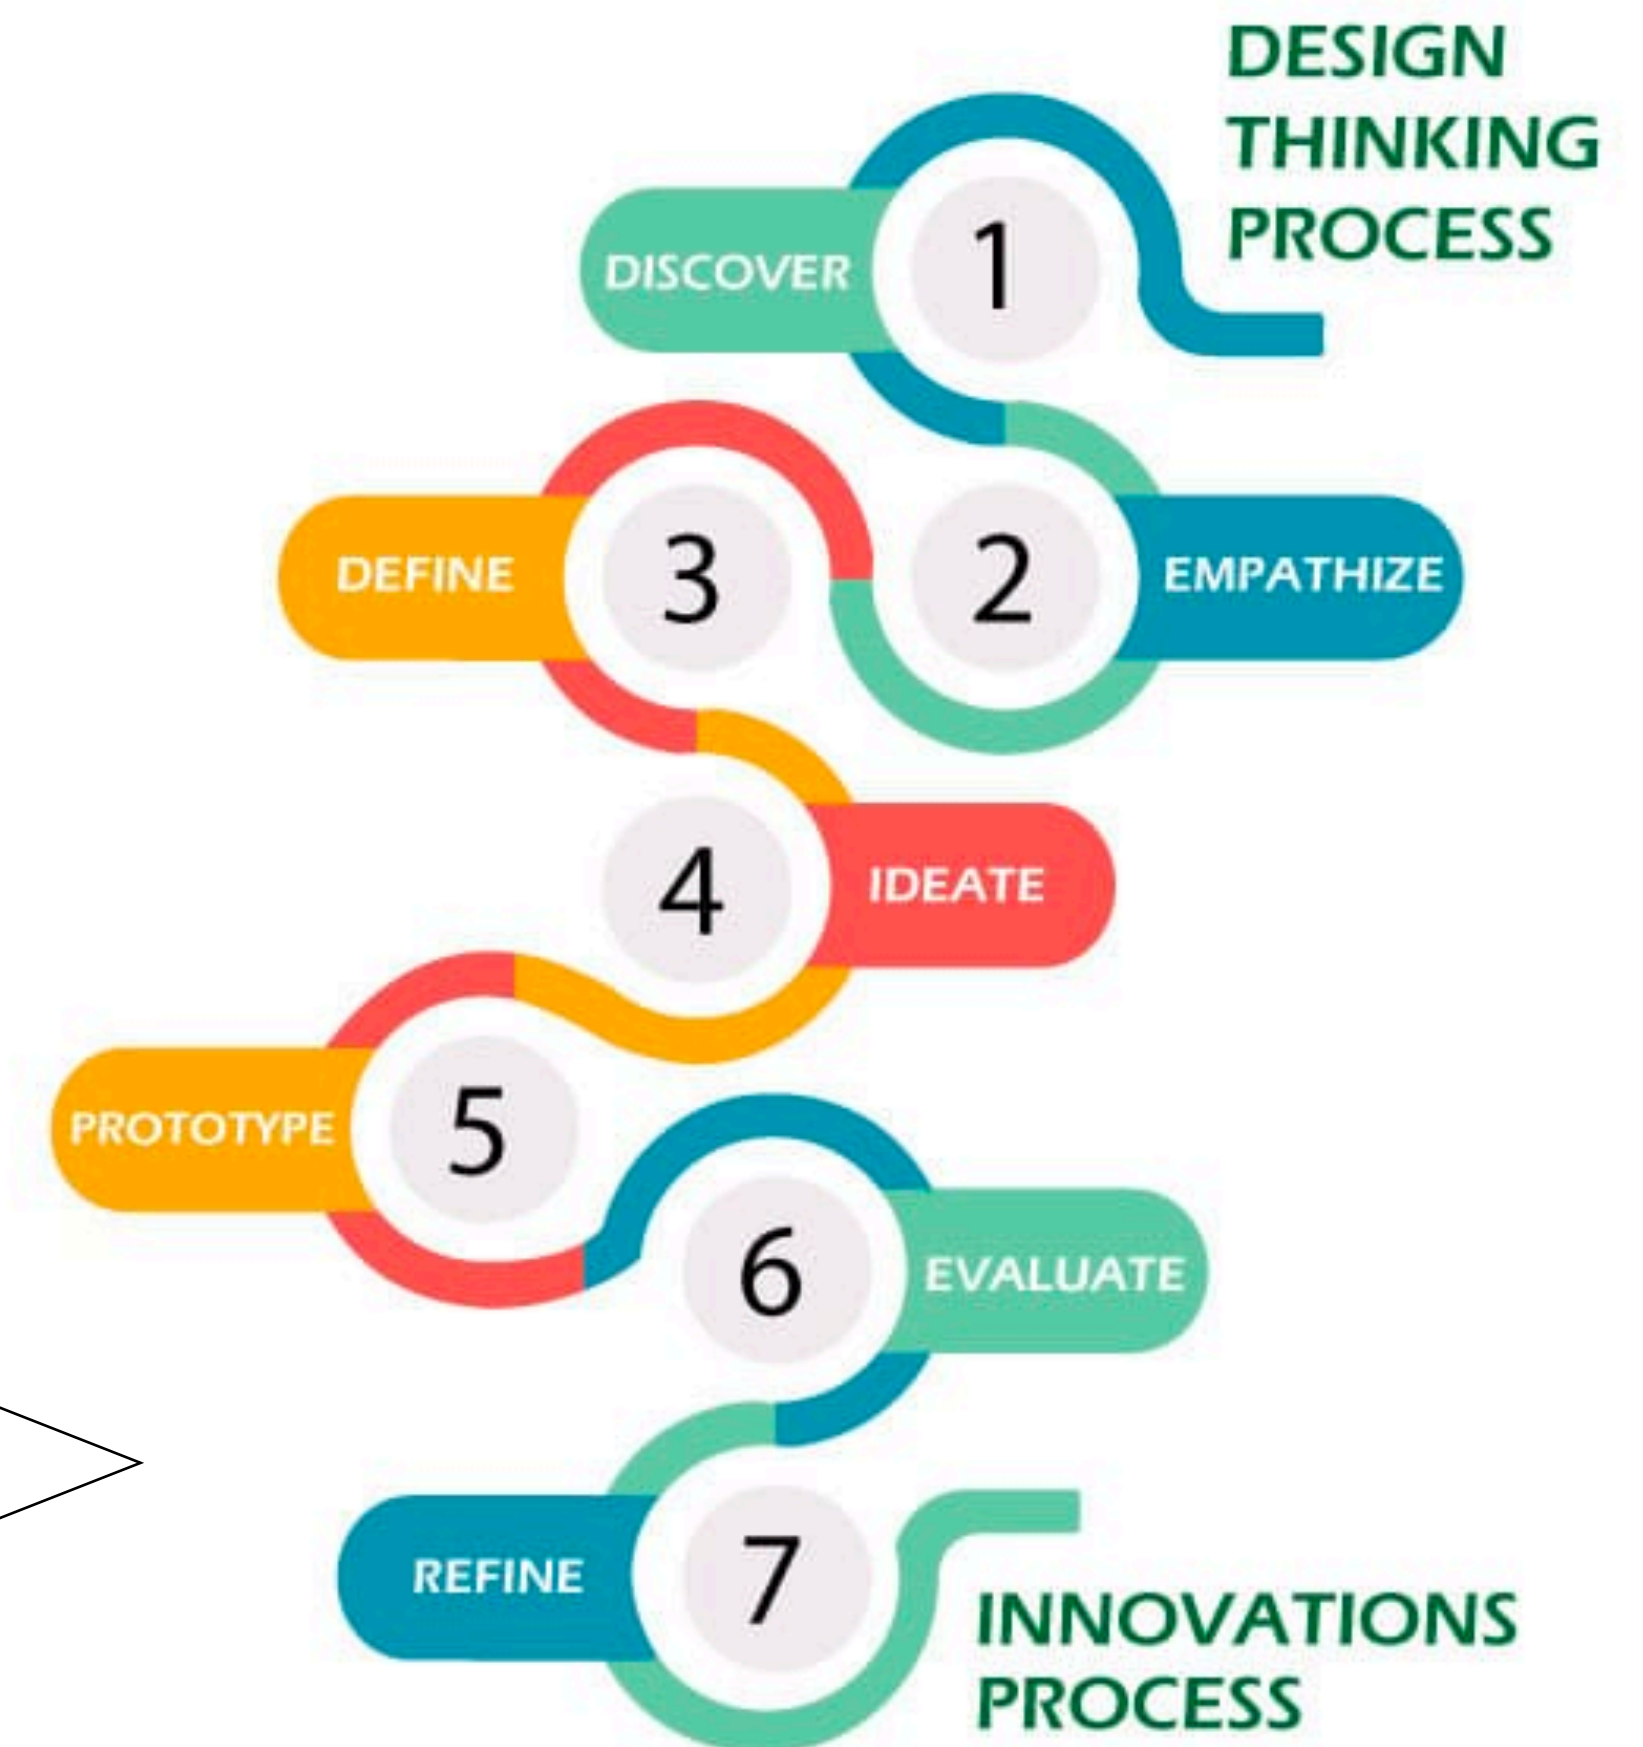 DESIGN
THINKING
PROCESS
DISCOVER
1
2
EMPATHIZE
DEFINE
3
4
IDEATE
PROTOTYPE
5
6
EVALUATE
REFINE
7
INNOVATIONS
PROCESS